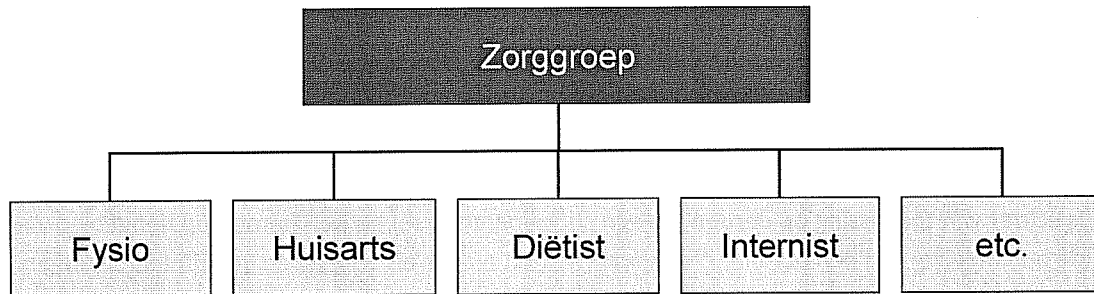 Zorggroep
Fysio
Huisarts
Diëtist
Internist
etc.